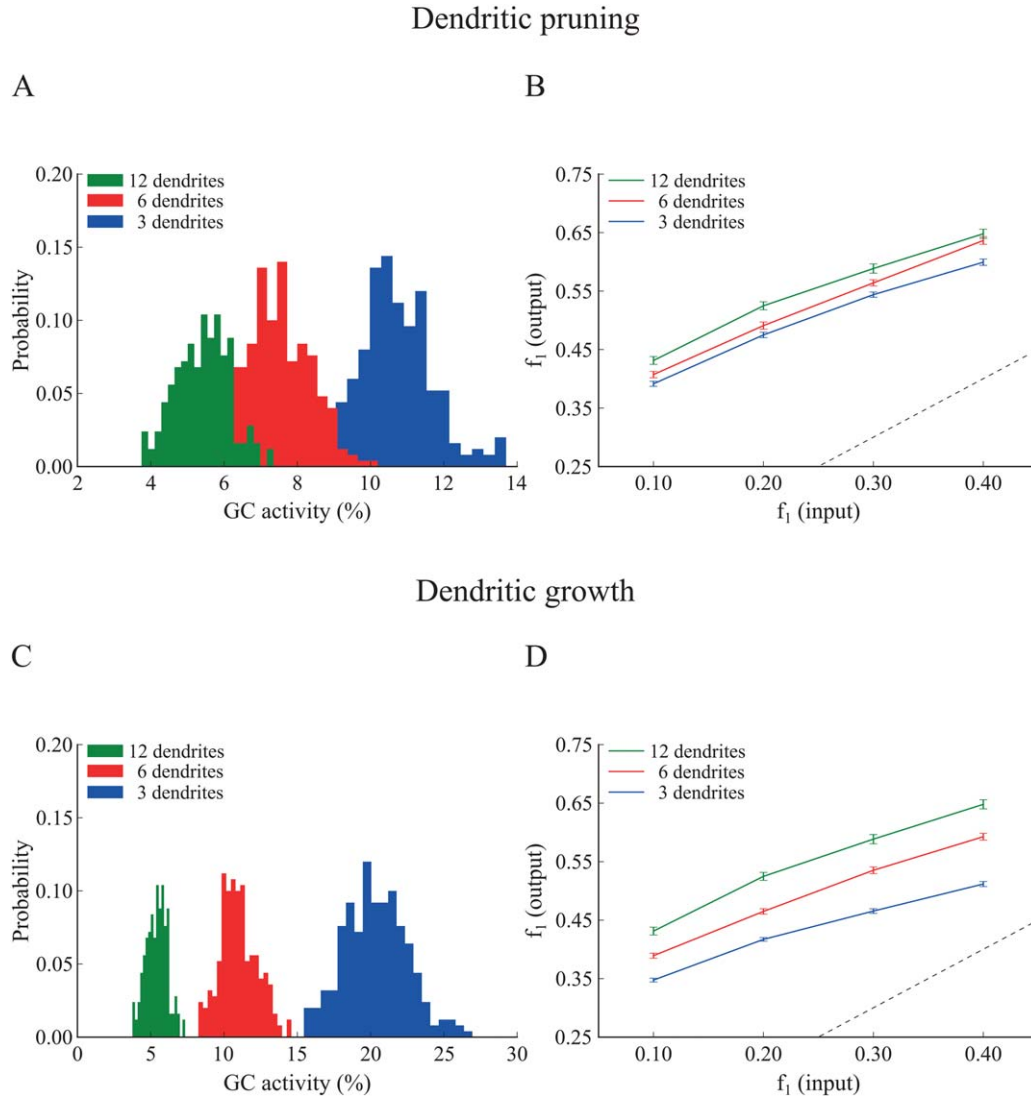 Dendritic pruning
A
B
0.20
0.15
0.10
0.05
0.00
Probability
12 dendrites
6 dendrites
3 dendrites
2 4 6 8 10 12 14
GC activity (%)
0.75
0.65
0.55
0.45
0.35
0.25
f₁ (output)
12 dendrites
6 dendrites
3 dendrites
0.10 0.20 0.30 0.40
f₁ (input)
Dendritic growth
C
D
0.20
0.15
0.10
0.05
0.00
Probability
12 dendrites
6 dendrites
3 dendrites
0 5 10 15 20 25 30
GC activity (%)
0.75
0.65
0.55
0.45
0.35
0.25
f₁ (output)
12 dendrites
6 dendrites
3 dendrites
0.10 0.20 0.30 0.40
f₁ (input)